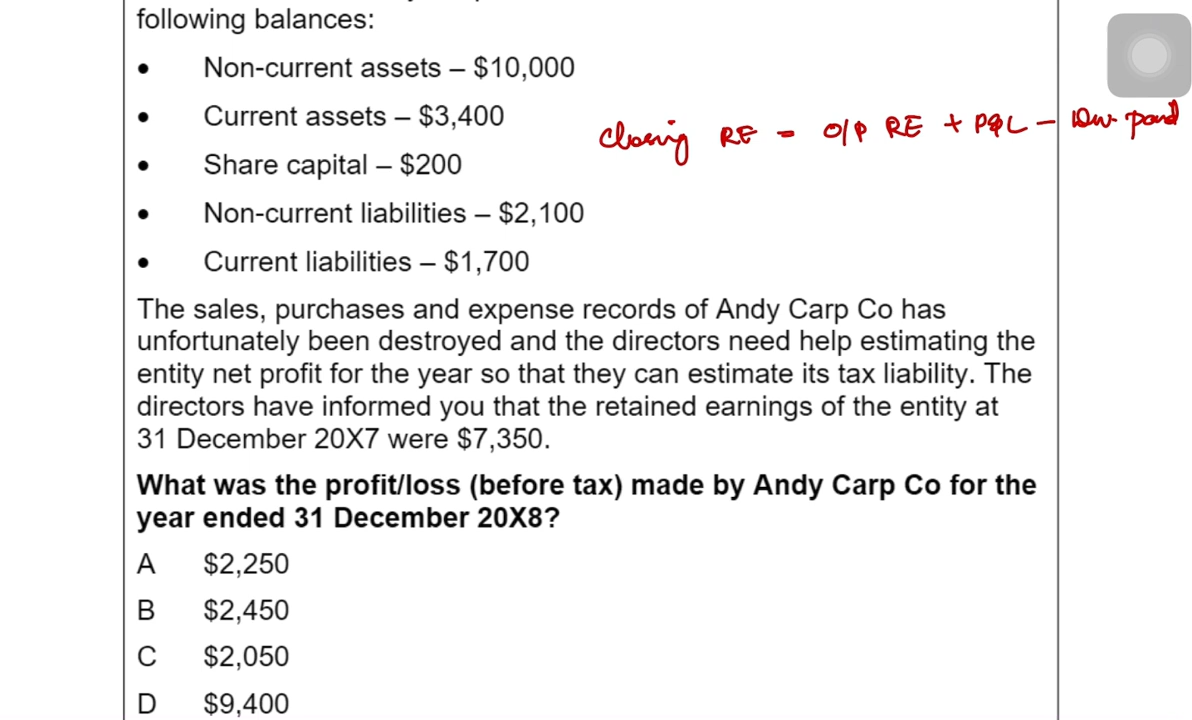 following balances:
• Non-current assets – $10,000
• Current assets – $3,400
closing RE = o/p RE + P&L – Div. paid
• Share capital – $200
• Non-current liabilities – $2,100
• Current liabilities – $1,700
The sales, purchases and expense records of Andy Carp Co has
unfortunately been destroyed and the directors need help estimating the
entity net profit for the year so that they can estimate its tax liability. The
directors have informed you that the retained earnings of the entity at
31 December 20X7 were $7,350.
What was the profit/loss (before tax) made by Andy Carp Co for the
year ended 31 December 20X8?
A $2,250
B $2,450
C $2,050
D $9,400